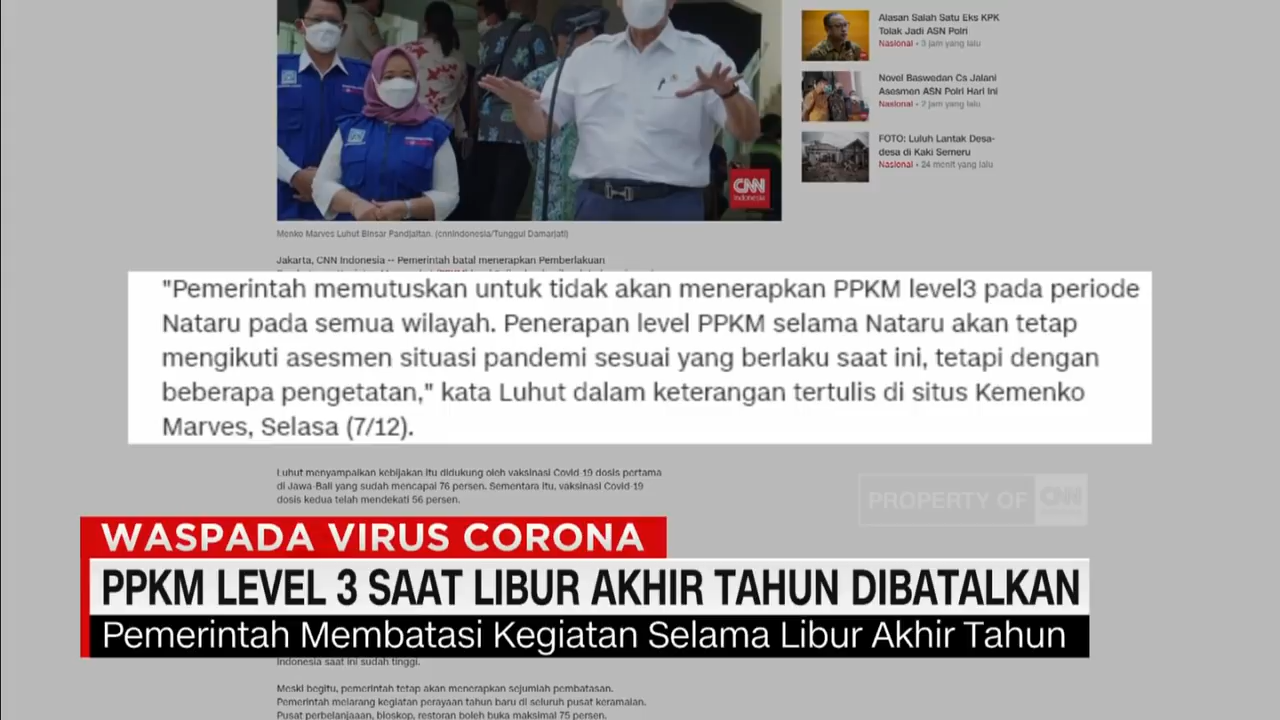 Alasan Salah Satu Eks KPK
Tolak Jadi ASN Polri
Nasional • 3 jam yang lalu
Novel Baswedan Cs Jalani
Asesmen ASN Polri Hari Ini
Nasional • 2 jam yang lalu
FOTO: Luluh Lantak Desa-
desa di Kaki Semeru
Nasional • 24 menit yang lalu
CNN
Indonesia
Menko Marves Luhut Binsar Pandjaitan. (cnnindonesia/Tunggul Damarjati)
Jakarta, CNN Indonesia -- Pemerintah batal menerapkan Pemberlakuan
"Pemerintah memutuskan untuk tidak akan menerapkan PPKM level3 pada periode
Nataru pada semua wilayah. Penerapan level PPKM selama Nataru akan tetap
mengikuti asesmen situasi pandemi sesuai yang berlaku saat ini, tetapi dengan
beberapa pengetatan," kata Luhut dalam keterangan tertulis di situs Kemenko
Marves, Selasa (7/12).
Luhut menyampaikan kebijakan itu didukung oleh vaksinasi Covid-19 dosis pertama
di Jawa-Bali yang sudah mencapai 76 persen. Sementara itu, vaksinasi Covid-19
dosis kedua telah mendekati 56 persen.
PROPERTY OF CNN
WASPADA VIRUS CORONA
PPKM LEVEL 3 SAAT LIBUR AKHIR TAHUN DIBATALKAN
Pemerintah Membatasi Kegiatan Selama Libur Akhir Tahun
Indonesia saat ini sudah tinggi.
Meski begitu, pemerintah tetap akan menerapkan sejumlah pembatasan.
Pemerintah melarang kegiatan perayaan tahun baru di seluruh pusat keramaian.
Pusat perbelanjaaan, bioskop, restoran boleh buka maksimal 75 persen.